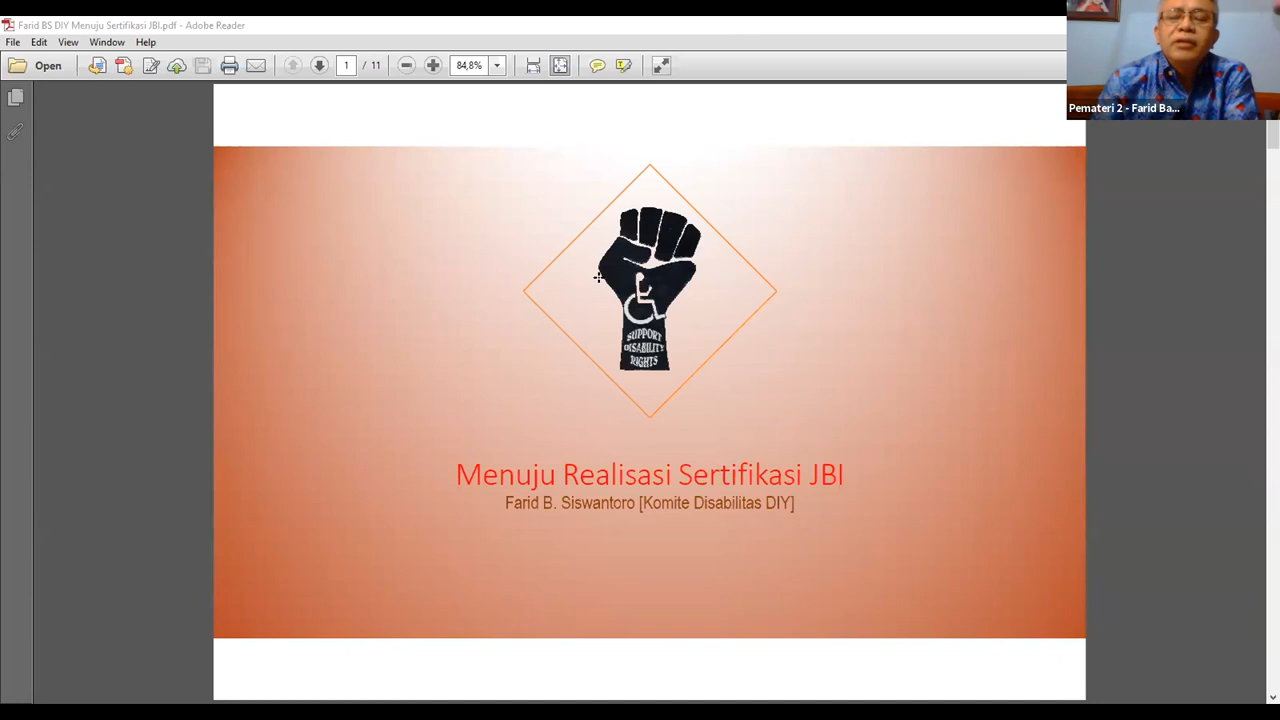 Farid BS DIY Menuju Sertifikasi JBI.pdf - Adobe Reader
File Edit View Window Help
Open 1 / 11 84,8%
Pemateri 2 - Farid Ba...
SUPPORT
DISABILITY
RIGHTS
Menuju Realisasi Sertifikasi JBI
Farid B. Siswantoro [Komite Disabilitas DIY]